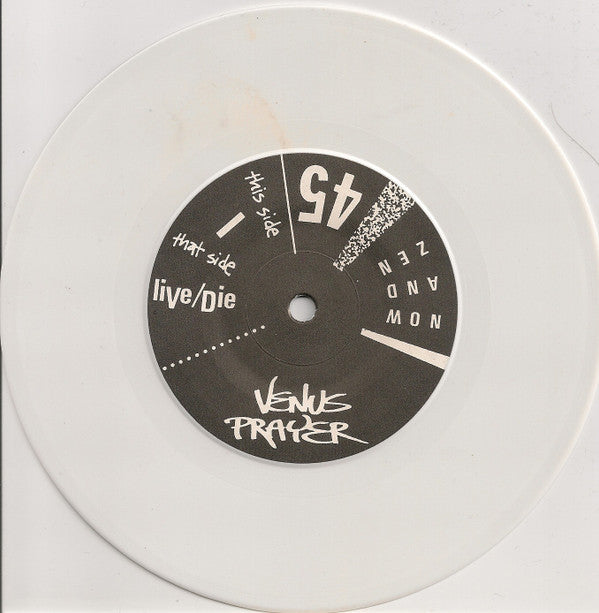 45
this side
that side
live/Die
NOW
AND
ZEN
VENUS
PRAYER